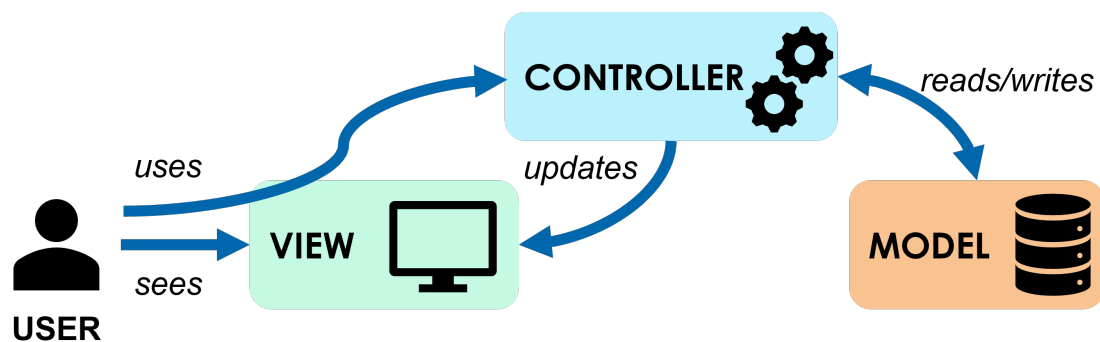 CONTROLLER
reads/writes
uses
updates
VIEW
MODEL
sees
USER